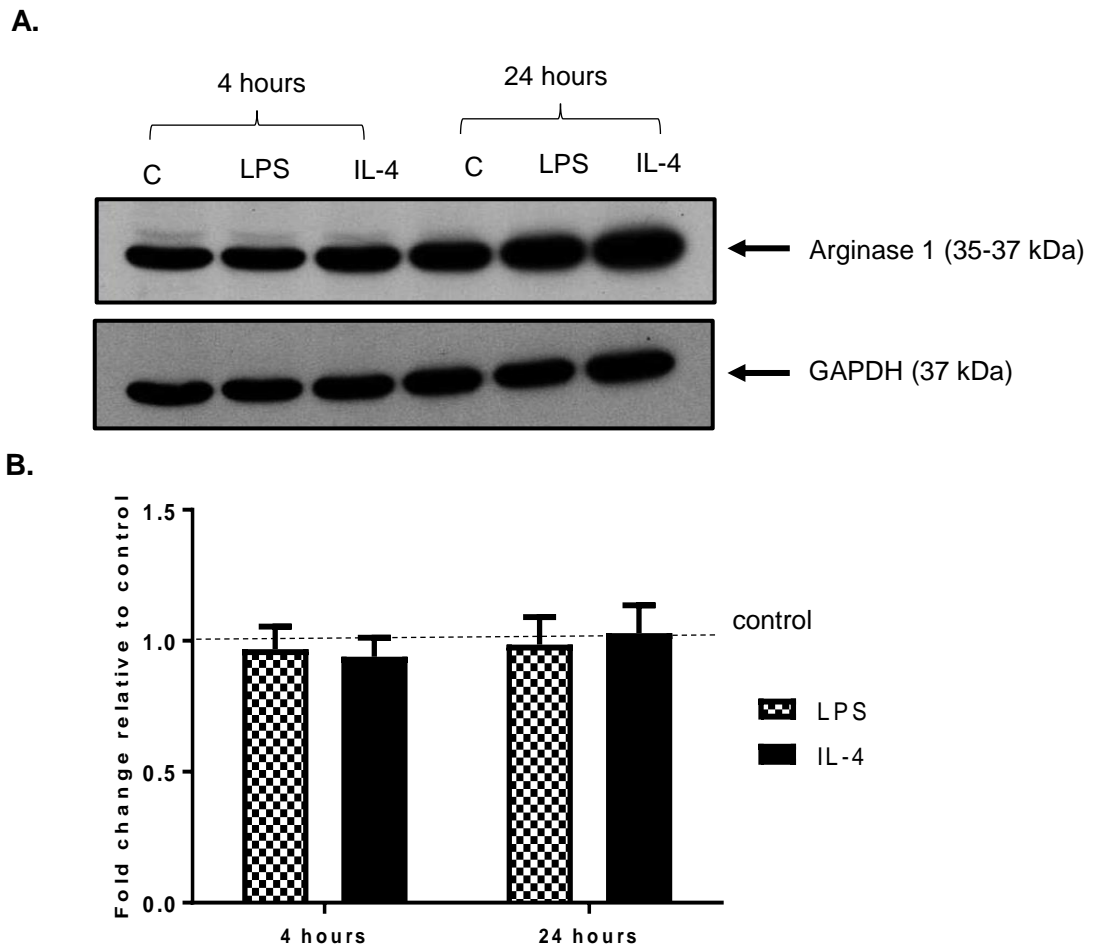 A.
4 hours
24 hours
C LPS IL-4 C LPS IL-4
Arginase 1 (35-37 kDa)
GAPDH (37 kDa)
B.
Fold change relative to control
1.5
1.0
0.5
0.0
control
LPS
IL-4
4 hours
24 hours